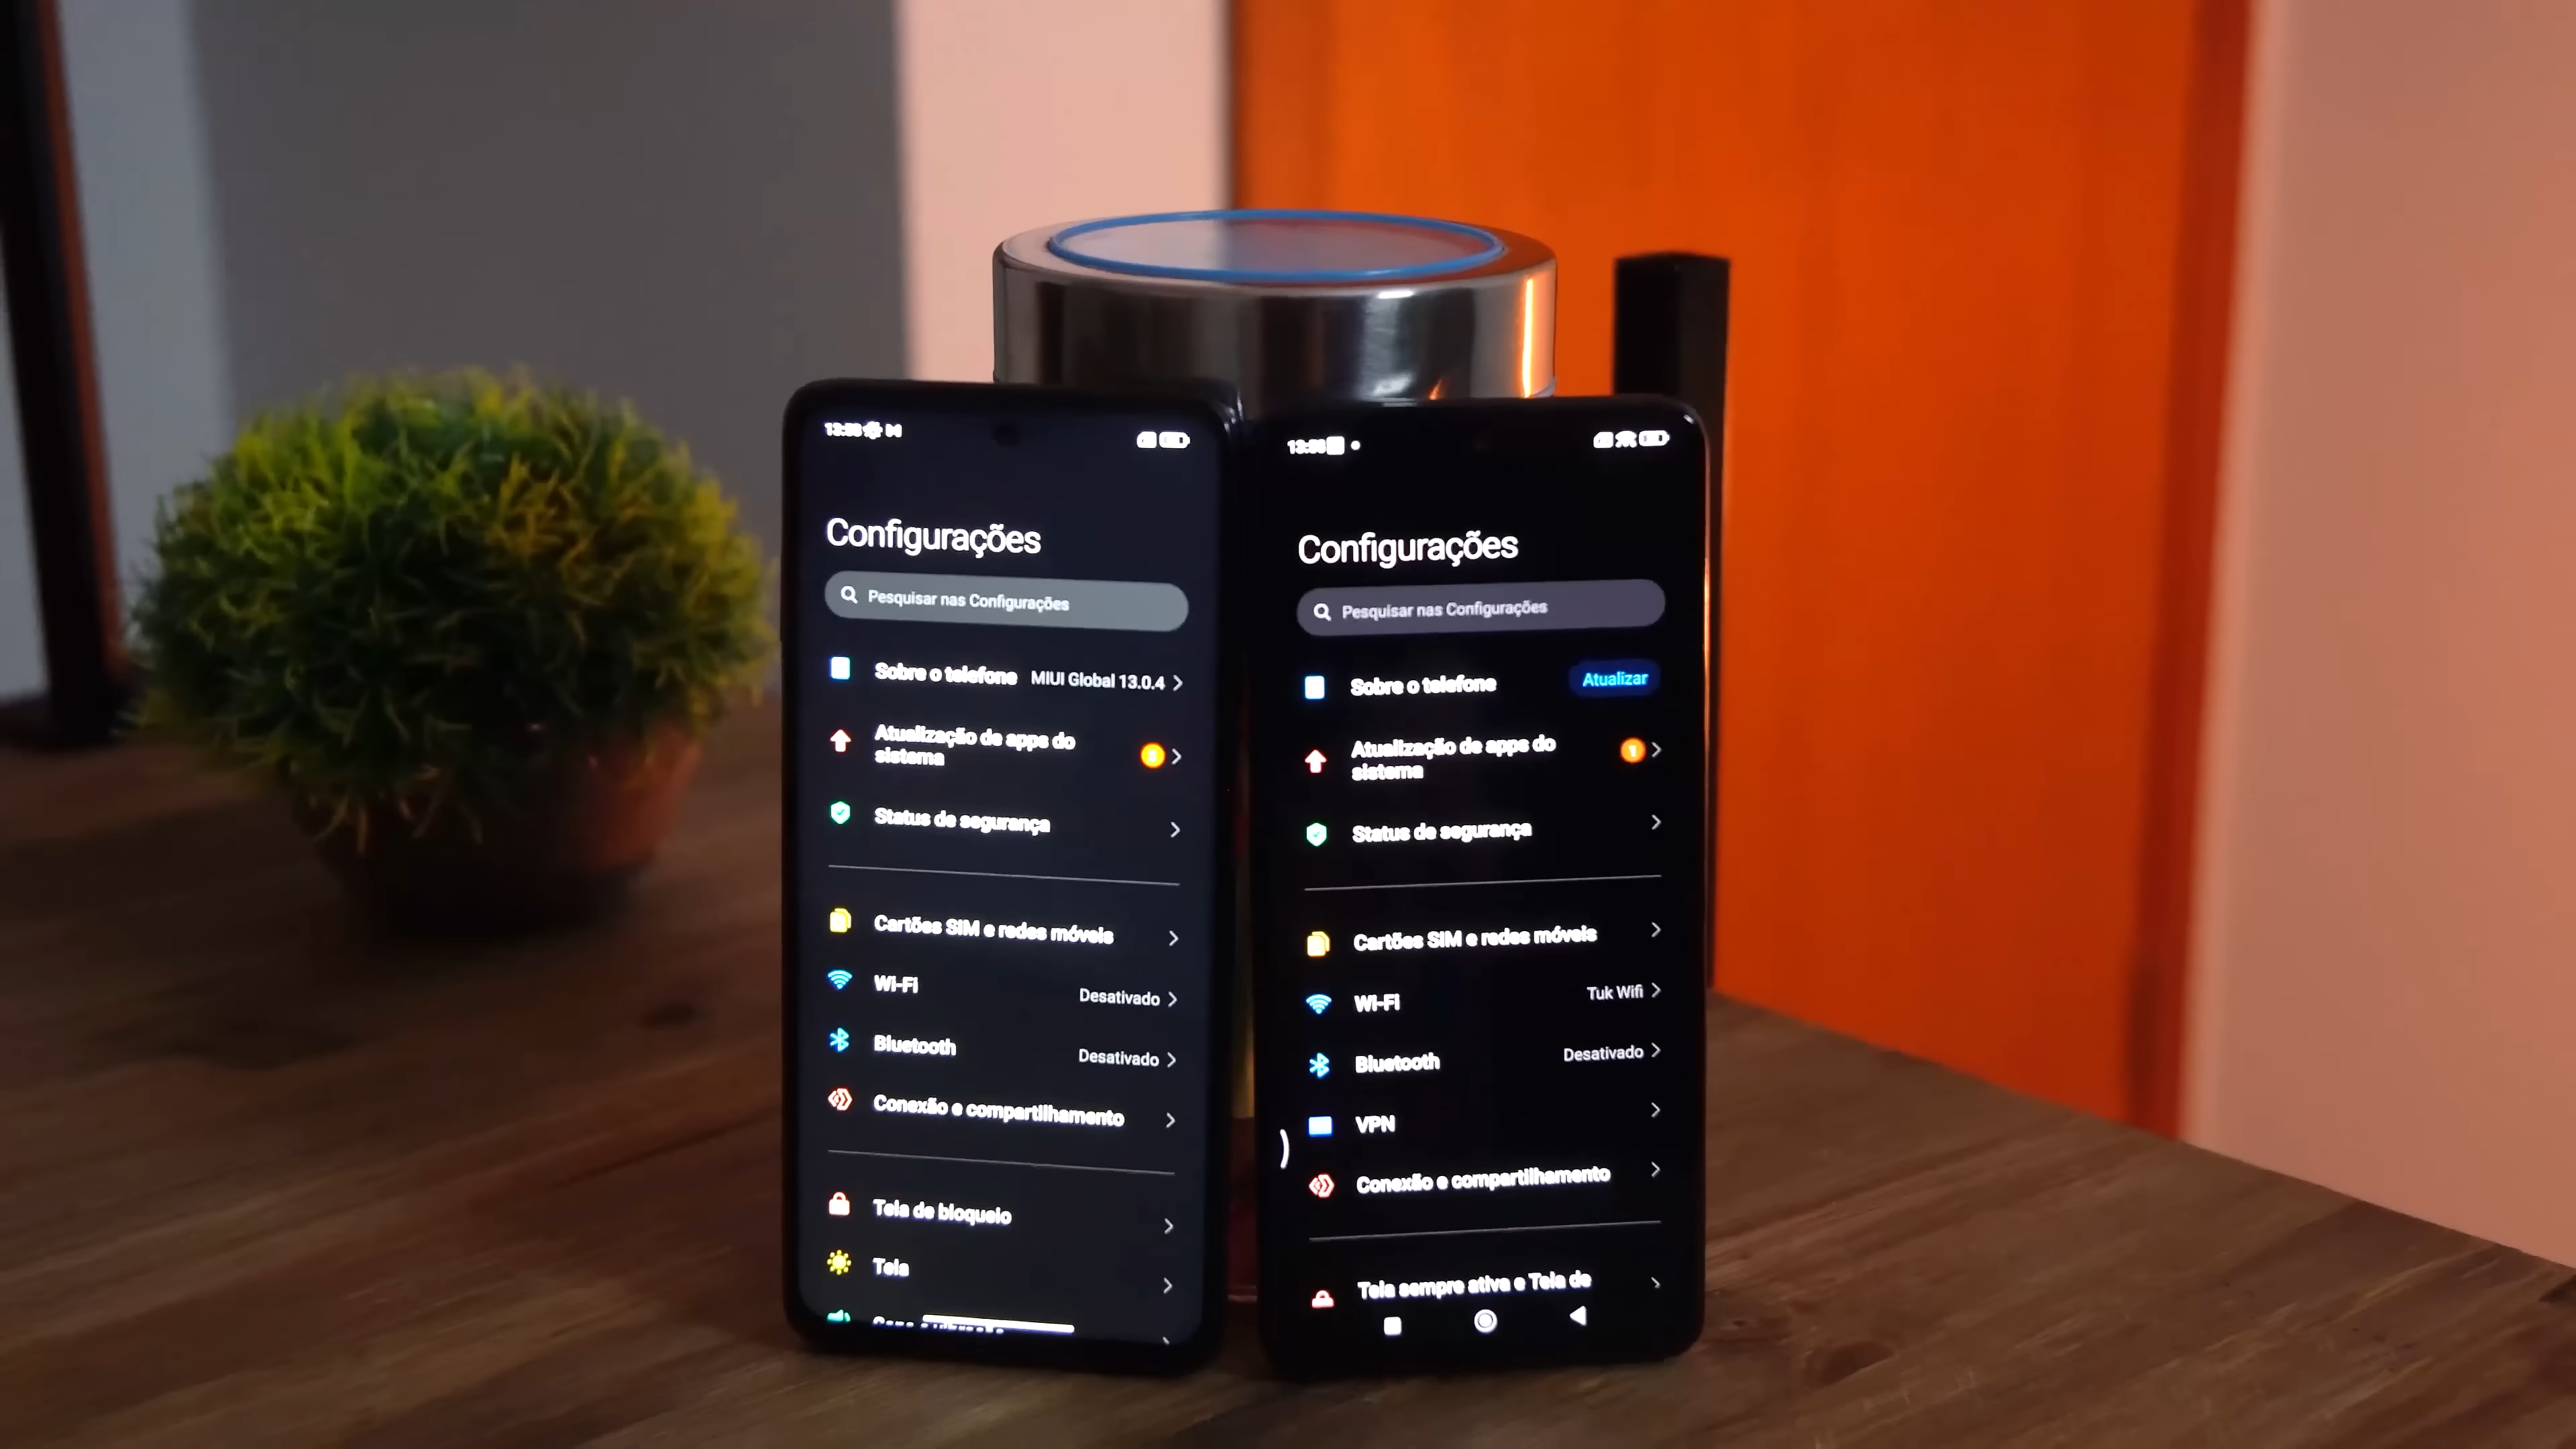 Configurações
Pesquisar nas Configurações
Sobre o telefone MIUI Global 13.0.4
Atualização de apps do
sistema
Status de segurança
Cartões SIM e redes móveis
Wi-Fi Desativado
Bluetooth Desativado
Conexão e compartilhamento
Tela de bloqueio
Tela
Configurações
Pesquisar nas Configurações
Sobre o telefone Atualizar
Atualização de apps do
sistema 1
Status de segurança
Cartões SIM e redes móveis
Wi-Fi Tuk Wifi
Bluetooth Desativado
VPN
Conexão e compartilhamento
Tela sempre ativa e Tela de